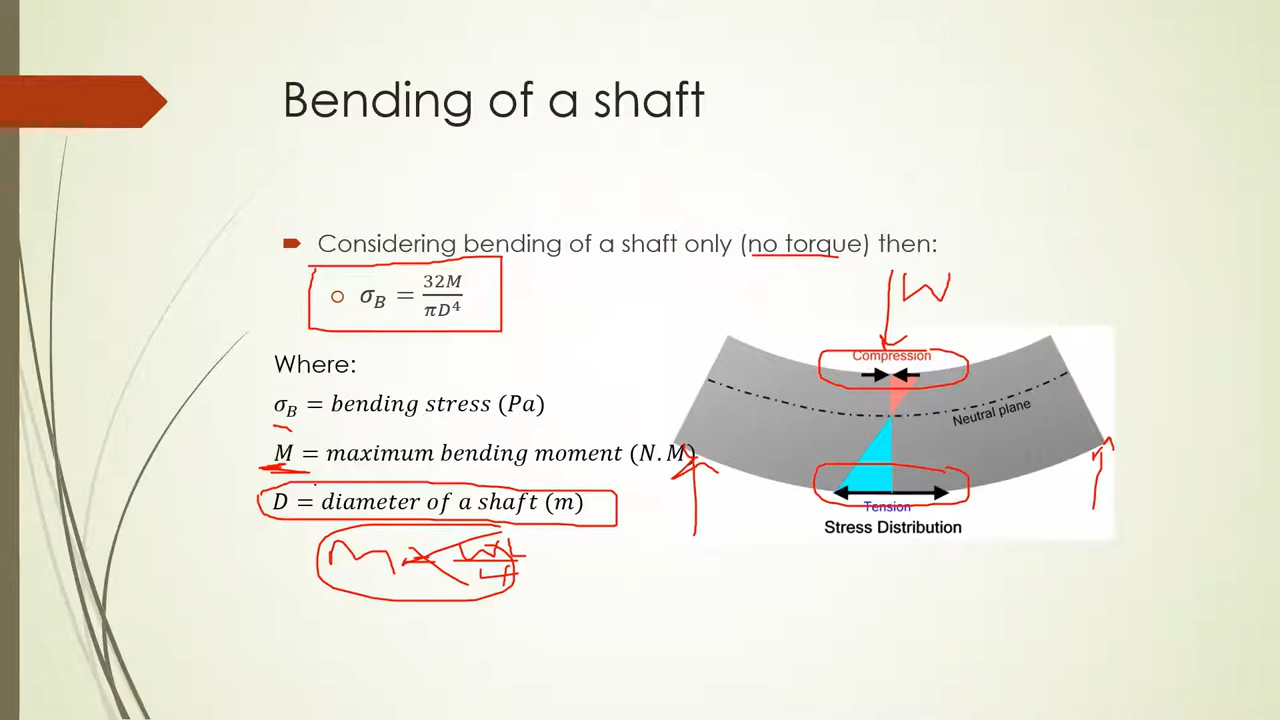 Bending of a shaft
Considering bending of a shaft only (no torque) then:
σ_B = 32M / πD⁴
W
Where:
σ_B = bending stress (Pa)
M = maximum bending moment (N.M)
D = diameter of a shaft (m)
Compression
Neutral plane
Tension
Stress Distribution
M
4